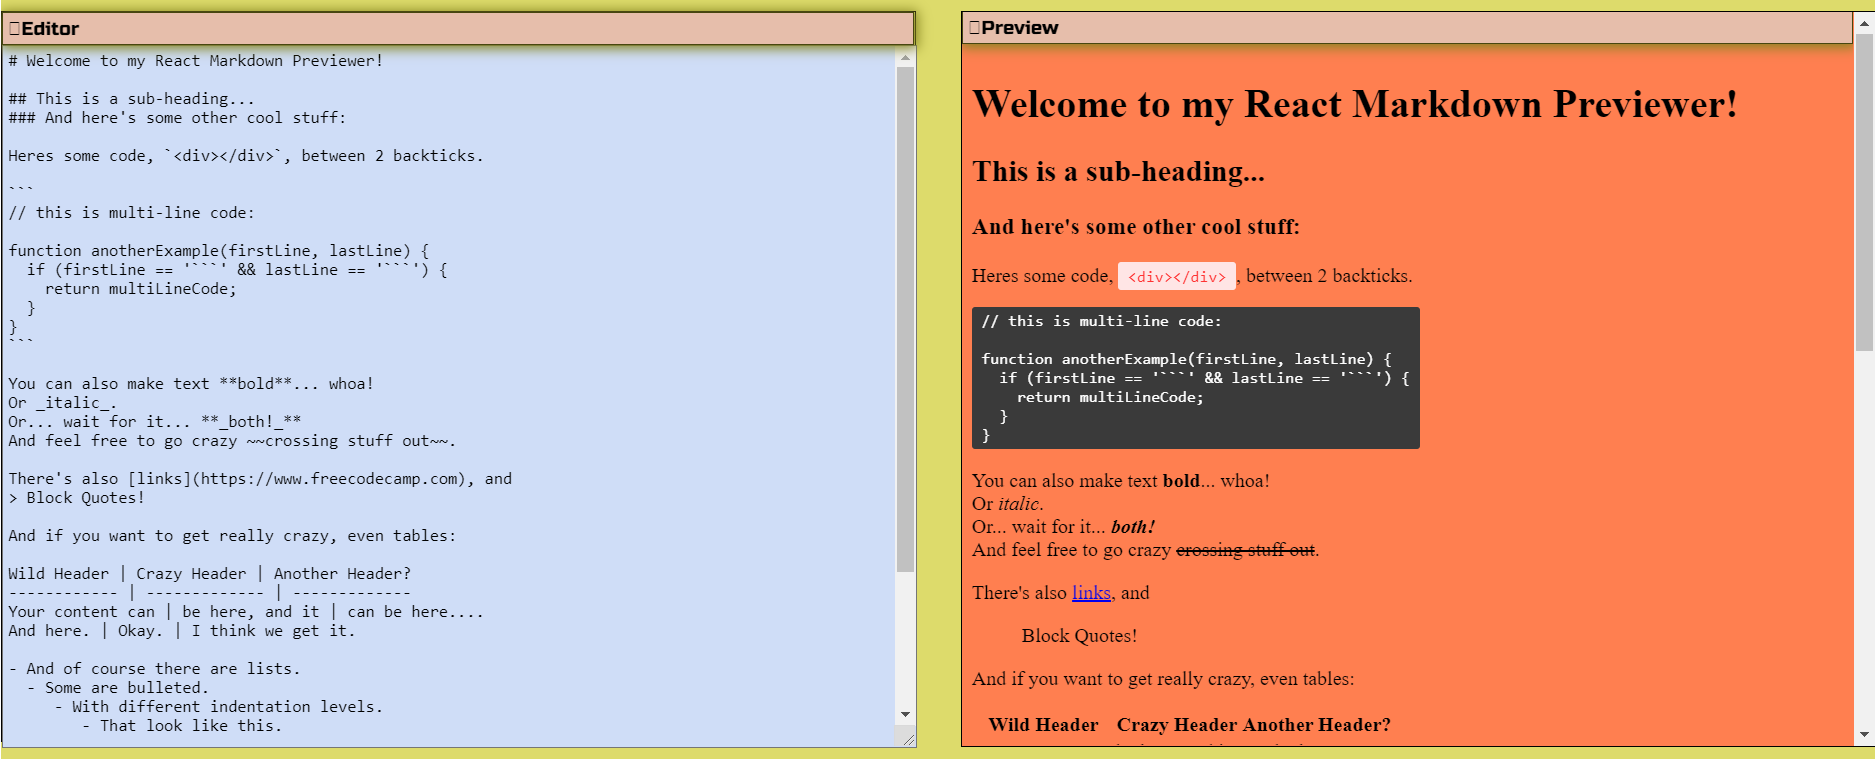 Editor
# Welcome to my React Markdown Previewer!
## This is a sub-heading...
### And here's some other cool stuff:
Heres some code, `<div></div>`, between 2 backticks.
```
// this is multi-line code:
function anotherExample(firstLine, lastLine) {
  if (firstLine == '```' && lastLine == '```') {
    return multiLineCode;
  }
}
```
You can also make text **bold**... whoa!
Or _italic_.
Or... wait for it... **_both!_**
And feel free to go crazy ~~crossing stuff out~~.
There's also [links](https://www.freecodecamp.com), and
> Block Quotes!
And if you want to get really crazy, even tables:
Wild Header | Crazy Header | Another Header?
------------ | ------------- | -------------
Your content can | be here, and it | can be here....
And here. | Okay. | I think we get it.
- And of course there are lists.
  - Some are bulleted.
     - With different indentation levels.
        - That look like this.
Preview
Welcome to my React Markdown Previewer!
This is a sub-heading...
And here's some other cool stuff:
Heres some code, <div></div>, between 2 backticks.
// this is multi-line code:
function anotherExample(firstLine, lastLine) {
  if (firstLine == '```' && lastLine == '```') {
    return multiLineCode;
  }
}
You can also make text bold... whoa!
Or italic.
Or... wait for it... both!
And feel free to go crazy crossing stuff out.
There's also links, and
Block Quotes!
And if you want to get really crazy, even tables:
Wild Header Crazy Header Another Header?